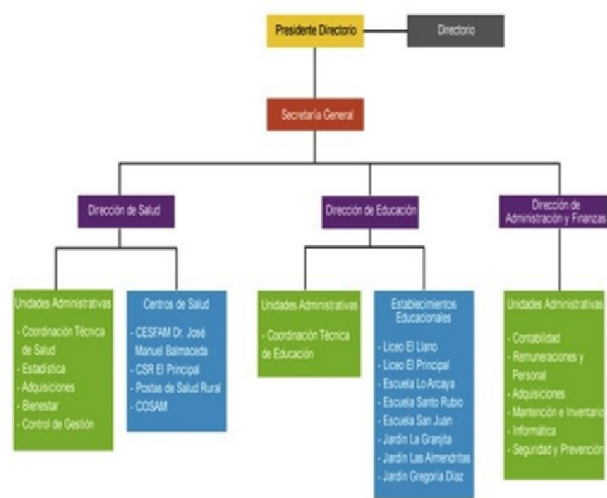 Presidente Directorio
Directorio
Secretaría General
Dirección de Salud
Dirección de Educación
Dirección de
Administración y Finanzas
Unidades Administrativas
- Coordinación Técnica
de Salud
- Estadística
- Adquisiciones
- Bienestar
- Control de Gestión
Centros de Salud
- CESFAM Dr. José
Manuel Balmaceda
- CSR El Principal
- Postas de Salud Rural
- COSAM
Unidades Administrativas
- Coordinación Técnica
de Educación
Establecimientos
Educacionales
- Liceo El Llano
- Liceo El Principal
- Escuela Lo Arcaya
- Escuela Santo Rubio
- Escuela San Juan
- Jardín La Granjita
- Jardín Las Almendritas
- Jardín Gregoria Díaz
Unidades Administrativas
- Contabilidad
- Remuneraciones y
Personal
- Adquisiciones
- Mantención e Inventario
- Informática
- Seguridad y Prevención